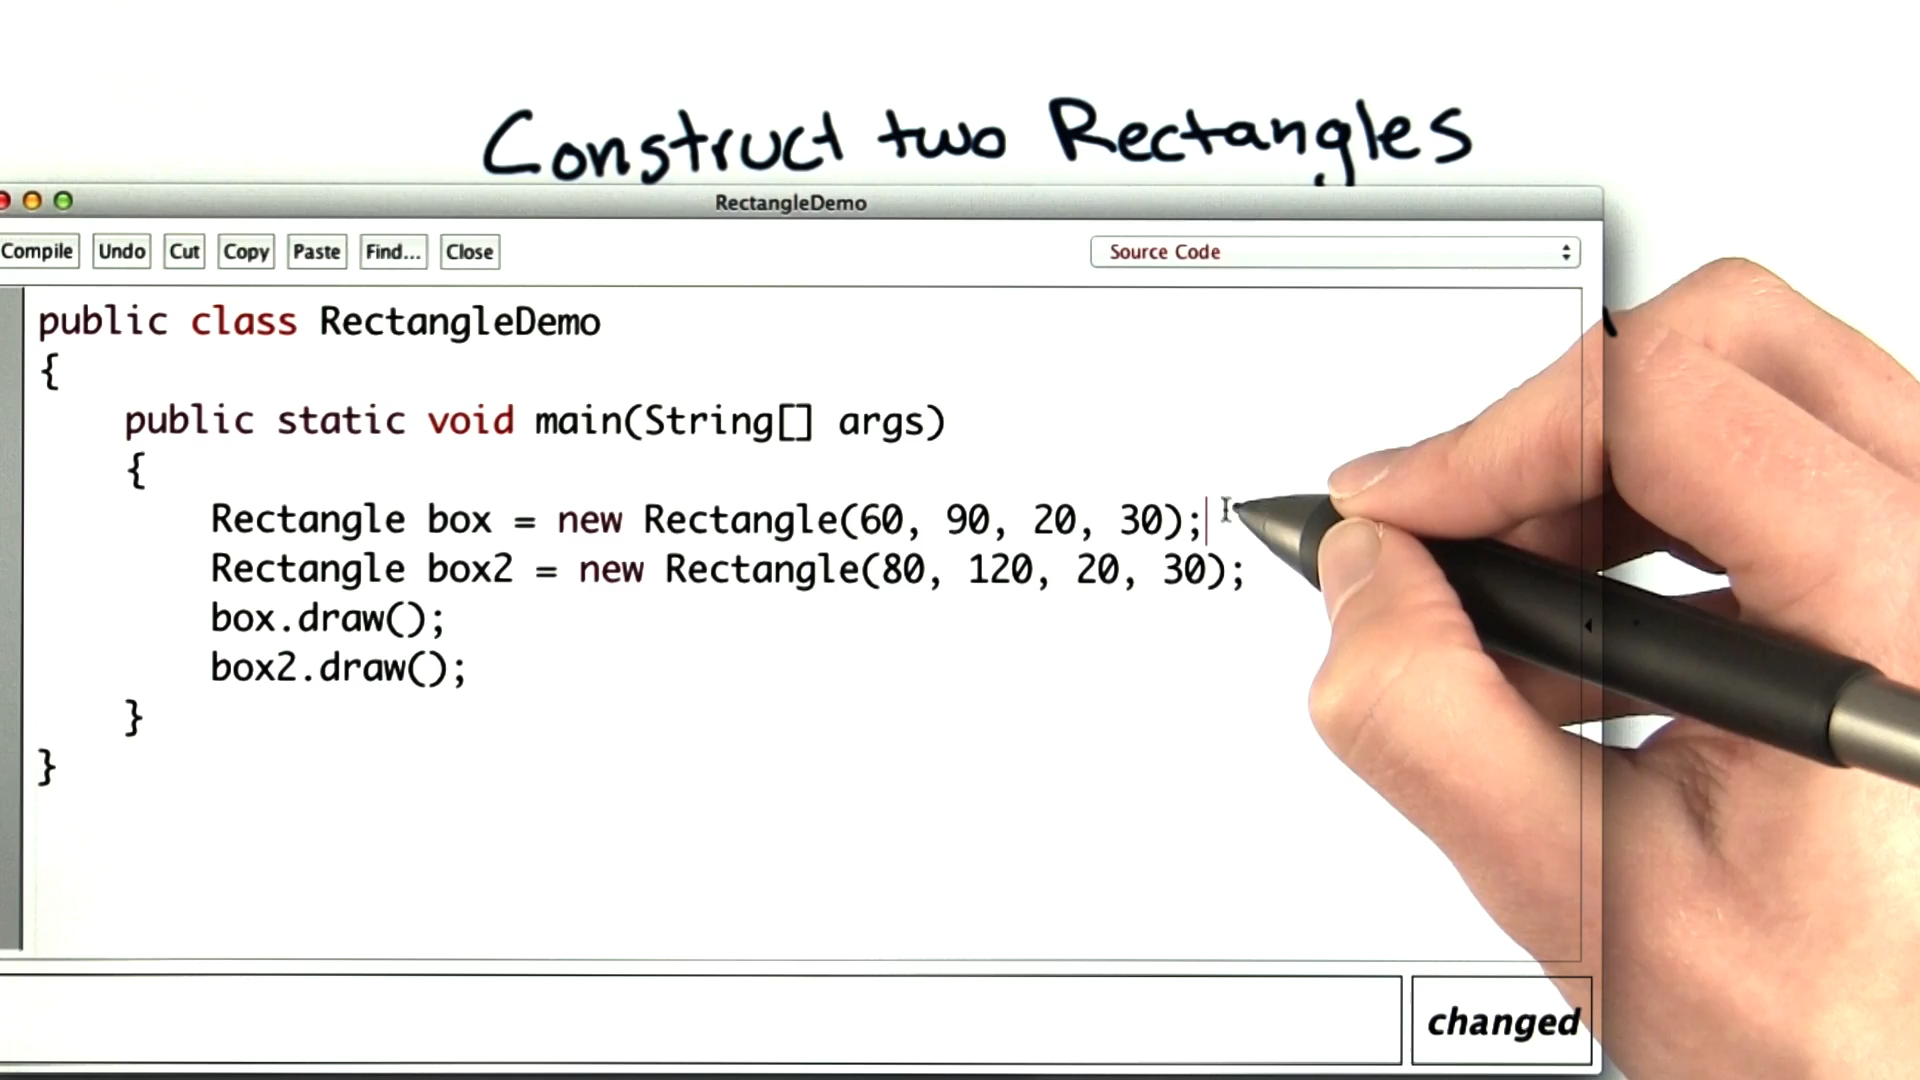 Construct two Rectangles
RectangleDemo
Compile Undo Cut Copy Paste Find... Close Source Code
public class RectangleDemo
{
public static void main(String[] args)
{
Rectangle box = new Rectangle(60, 90, 20, 30);
Rectangle box2 = new Rectangle(80, 120, 20, 30);
box.draw();
box2.draw();
}
}
changed